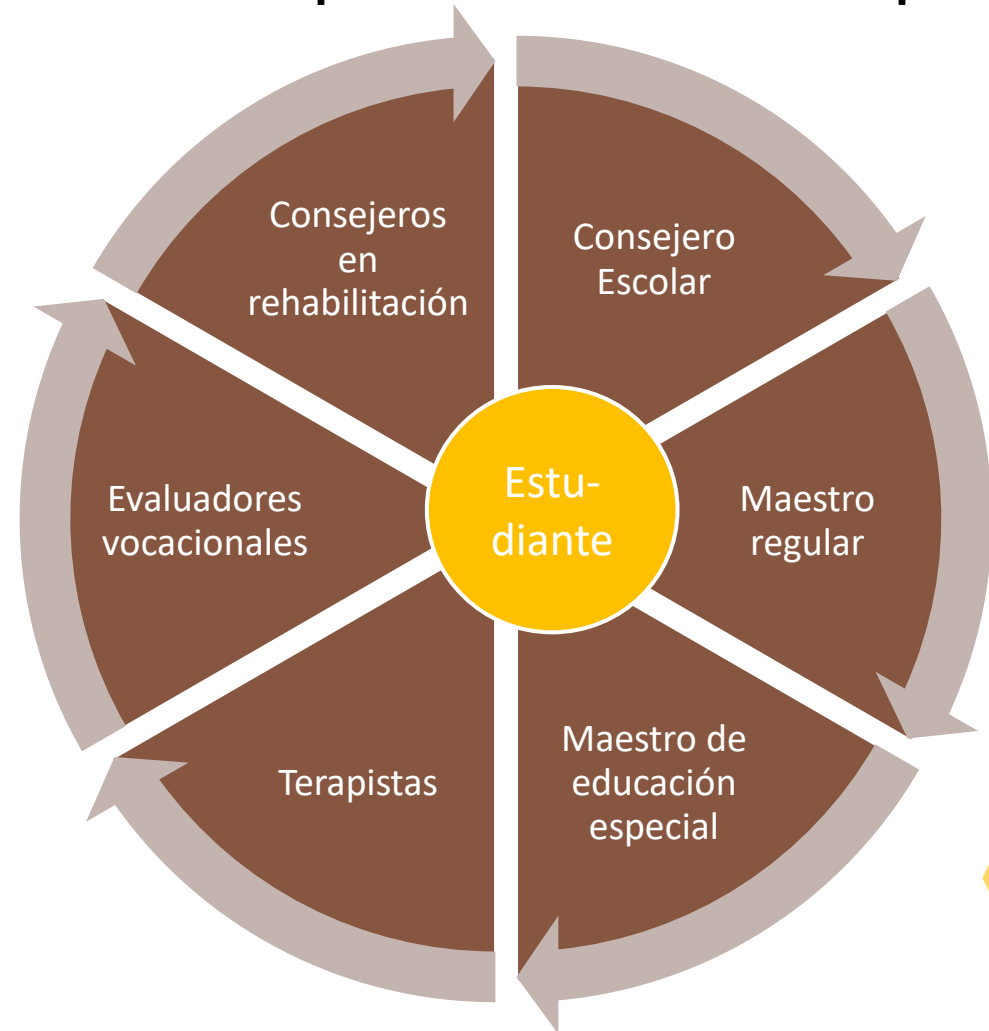 Consejeros
en
rehabilitación
Consejero
Escolar
Maestro
regular
Maestro de
educación
especial
Terapistas
Evaluadores
vocacionales
Estu-
diante